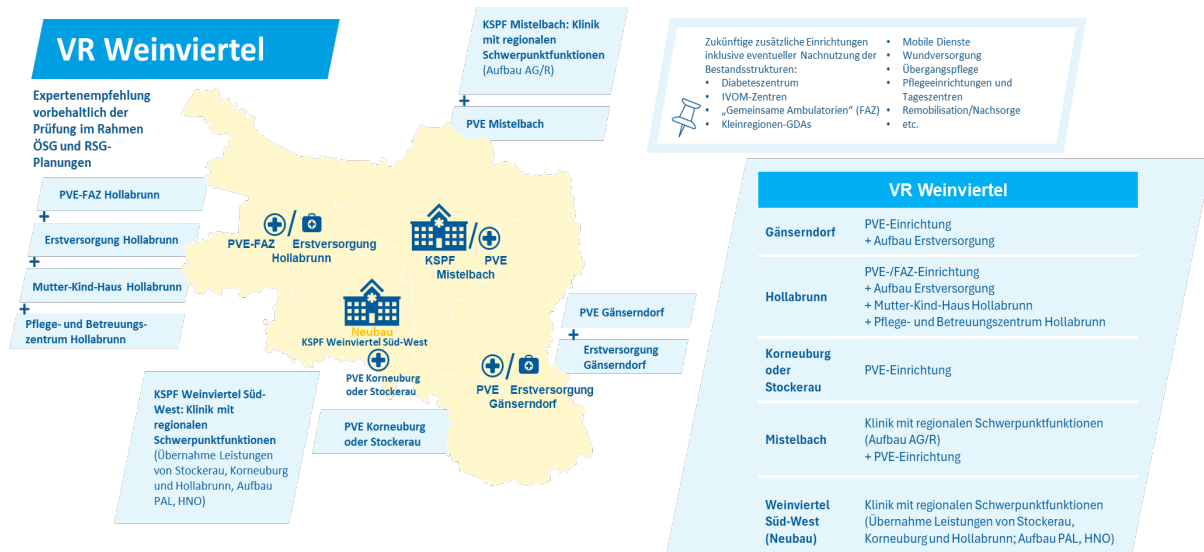 VR Weinviertel
Expertenempfehlung
vorbehaltlich der
Prüfung im Rahmen
ÖSG und RSG-
Planungen
PVE-FAZ Hollabrunn
+
Erstversorgung Hollabrunn
+
Mutter-Kind-Haus Hollabrunn
+
Pflege- und Betreuungs-
zentrum Hollabrunn
KSPF Mistelbach: Klinik
mit regionalen
Schwerpunktfunktionen
(Aufbau AG/R)
+
PVE Mistelbach
PVE-FAZ / Erstversorgung
Hollabrunn
KSPF / PVE
Mistelbach
Neubau
KSPF Weinviertel Süd-West
PVE Korneuburg
oder Stockerau
PVE / Erstversorgung
Gänserndorf
PVE Gänserndorf
+
Erstversorgung
Gänserndorf
KSPF Weinviertel Süd-
West: Klinik mit
regionalen
Schwerpunktfunktionen
(Übernahme Leistungen
von Stockerau, Korneuburg
und Hollabrunn, Aufbau
PAL, HNO)
PVE Korneuburg
oder Stockerau
Zukünftige zusätzliche Einrichtungen
inklusive eventueller Nachnutzung der
Bestandsstrukturen:
• Diabeteszentrum
• IVOM-Zentren
• „Gemeinsame Ambulatorien“ (FAZ)
• Kleinregionen-GDAs
• Mobile Dienste
• Wundversorgung
• Übergangspflege
• Pflegeeinrichtungen und
Tageszentren
• Remobilisation/Nachsorge
• etc.
VR Weinviertel
Gänserndorf
PVE-Einrichtung
+ Aufbau Erstversorgung
Hollabrunn
PVE-/FAZ-Einrichtung
+ Aufbau Erstversorgung
+ Mutter-Kind-Haus Hollabrunn
+ Pflege- und Betreuungszentrum Hollabrunn
Korneuburg
oder
Stockerau
PVE-Einrichtung
Mistelbach
Klinik mit regionalen Schwerpunktfunktionen
(Aufbau AG/R)
+ PVE-Einrichtung
Weinviertel
Süd-West
(Neubau)
Klinik mit regionalen Schwerpunktfunktionen
(Übernahme Leistungen von Stockerau,
Korneuburg und Hollabrunn; Aufbau PAL, HNO)